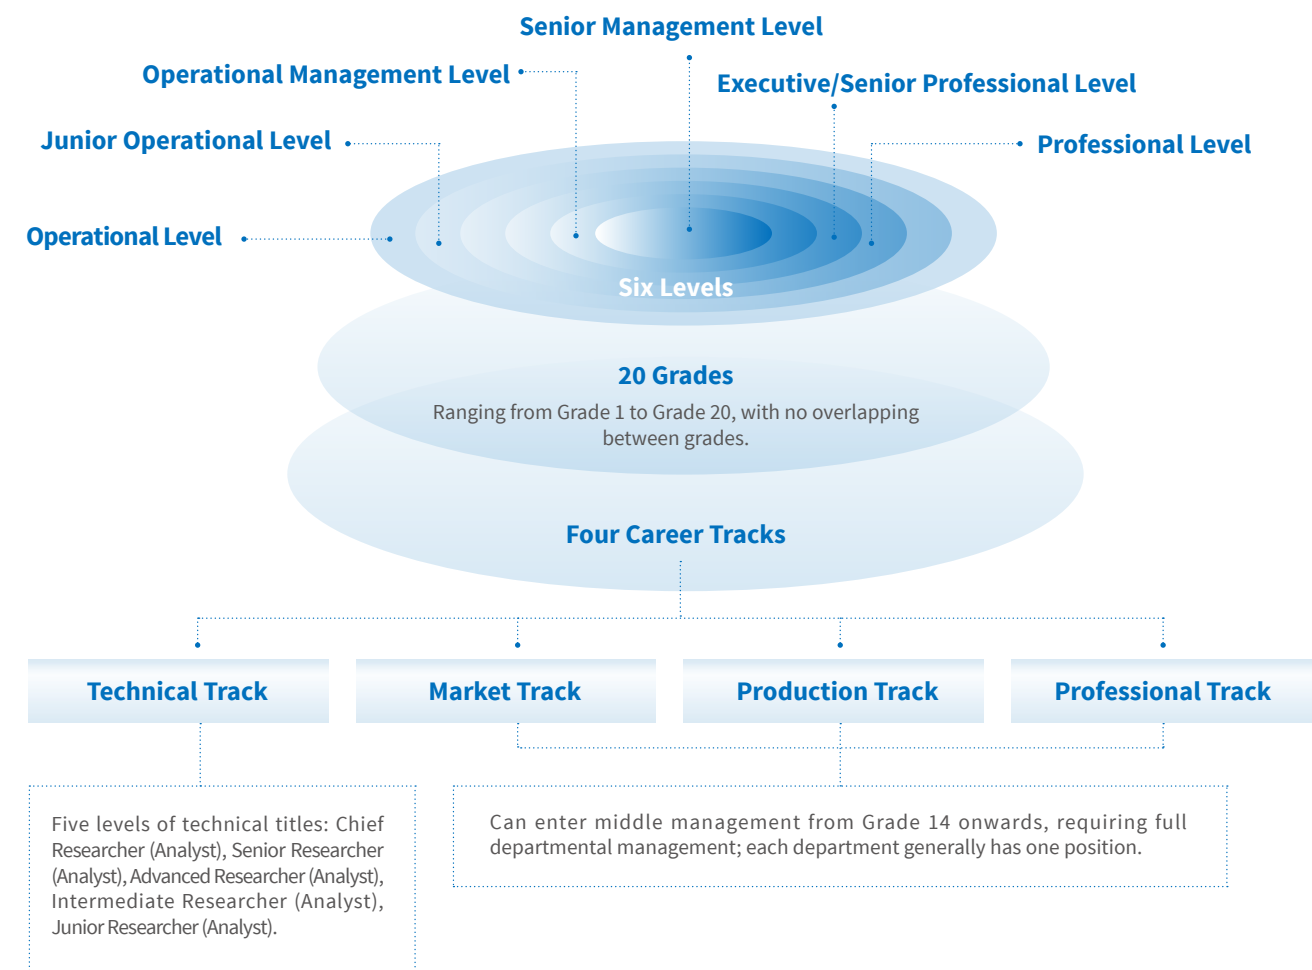 Senior Management Level
Operational Management Level
Executive/Senior Professional Level
Junior Operational Level
Professional Level
Operational Level
Six Levels
20 Grades
Ranging from Grade 1 to Grade 20, with no overlapping
between grades.
Four Career Tracks
Technical Track
Market Track
Production Track
Professional Track
Five levels of technical titles: Chief
Researcher (Analyst), Senior Researcher
(Analyst), Advanced Researcher (Analyst),
Intermediate Researcher (Analyst),
Junior Researcher (Analyst).
Can enter middle management from Grade 14 onwards, requiring full
departmental management; each department generally has one position.